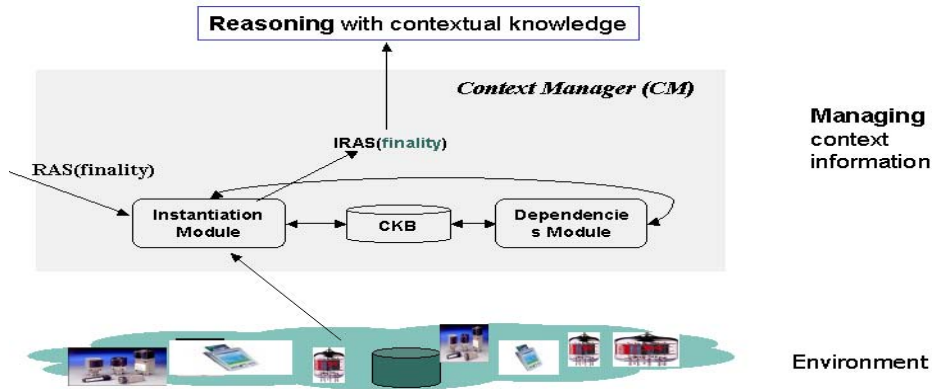 Reasoning with contextual knowledge
Context Manager (CM)
Managing
context
information
IRAS(finality)
RAS(finality)
Instantiation
Module
CKB
Dependencie
s Module
Environment